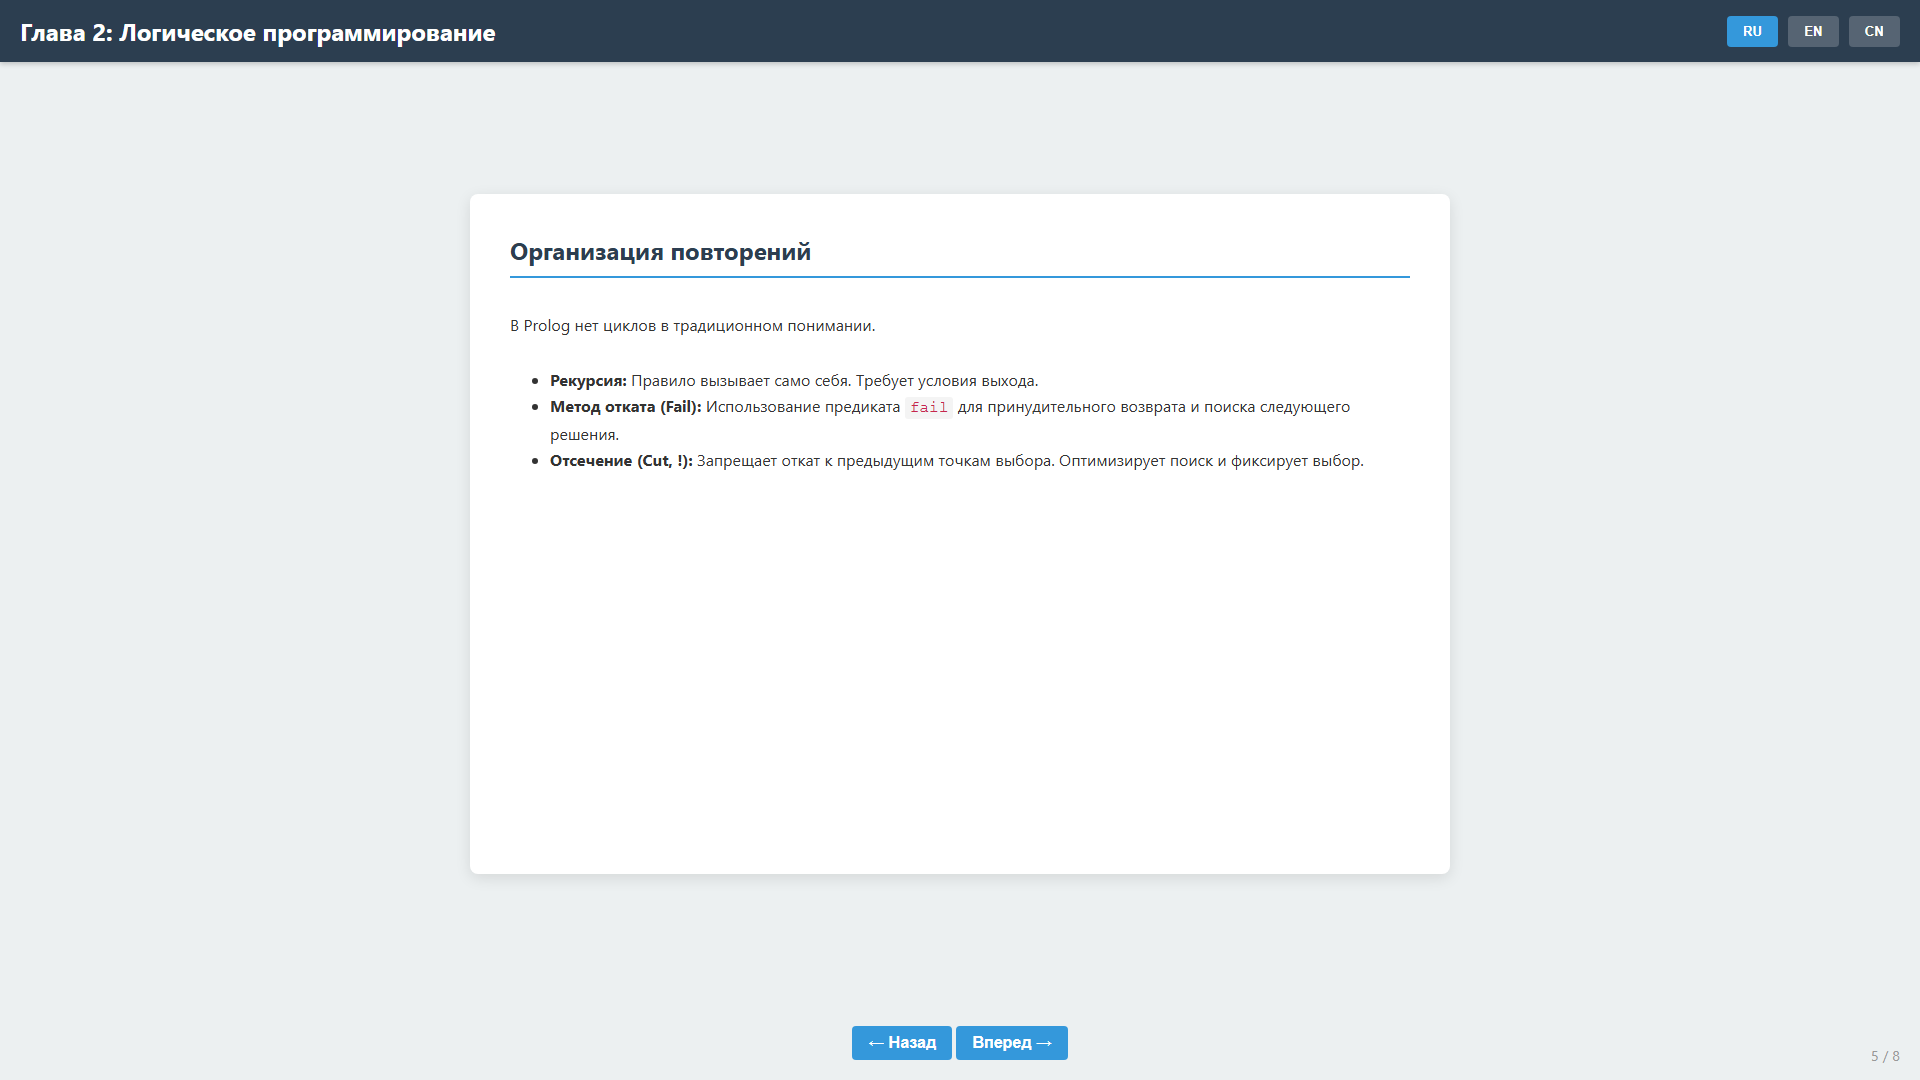 Глава 2: Логическое программирование
RU EN CN
Организация повторений
В Prolog нет циклов в традиционном понимании.
• Рекурсия: Правило вызывает само себя. Требует условия выхода.
• Метод отката (Fail): Использование предиката fail для принудительного возврата и поиска следующего
решения.
• Отсечение (Cut, !): Запрещает откат к предыдущим точкам выбора. Оптимизирует поиск и фиксирует выбор.
← Назад Вперед →
5 / 8